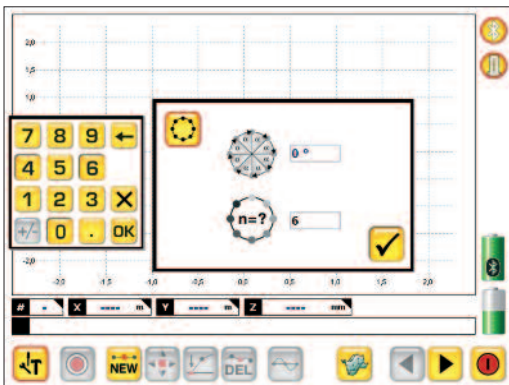 2,0
1,5
1,0
7 8 9 ←
4 5 6
1 2 3 X
+/- 0 . OK
α α α α α α α α
0 °
n=?
6
-2,0
-2,0 -1,5 -1,0 -0,5 0,0 0,5 1,0 1,5 2,0
# - X ---- m Y ---- m Z ---- mm
T NEW DEL